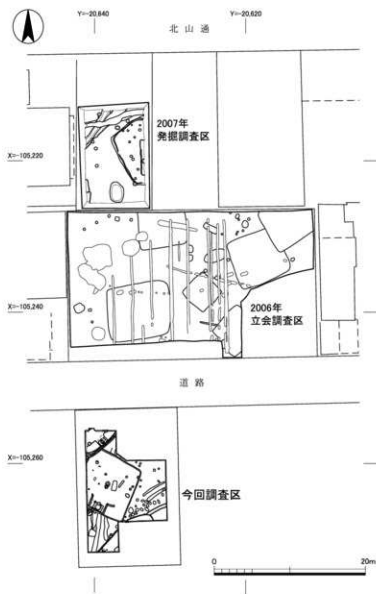 Y=-20,640
Y=-20,620
北山通
2007年
発掘調査区
X=-105,220
X=-105,240
2006年
立会調査区
道路
X=-105,260
今回調査区
0
20m